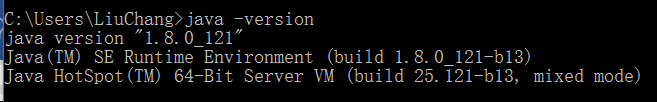 C:\Users\LiuChang>java -version
java version "1.8.0_121"
Java(TM) SE Runtime Environment (build 1.8.0_121-b13)
Java HotSpot(TM) 64-Bit Server VM (build 25.121-b13, mixed mode)